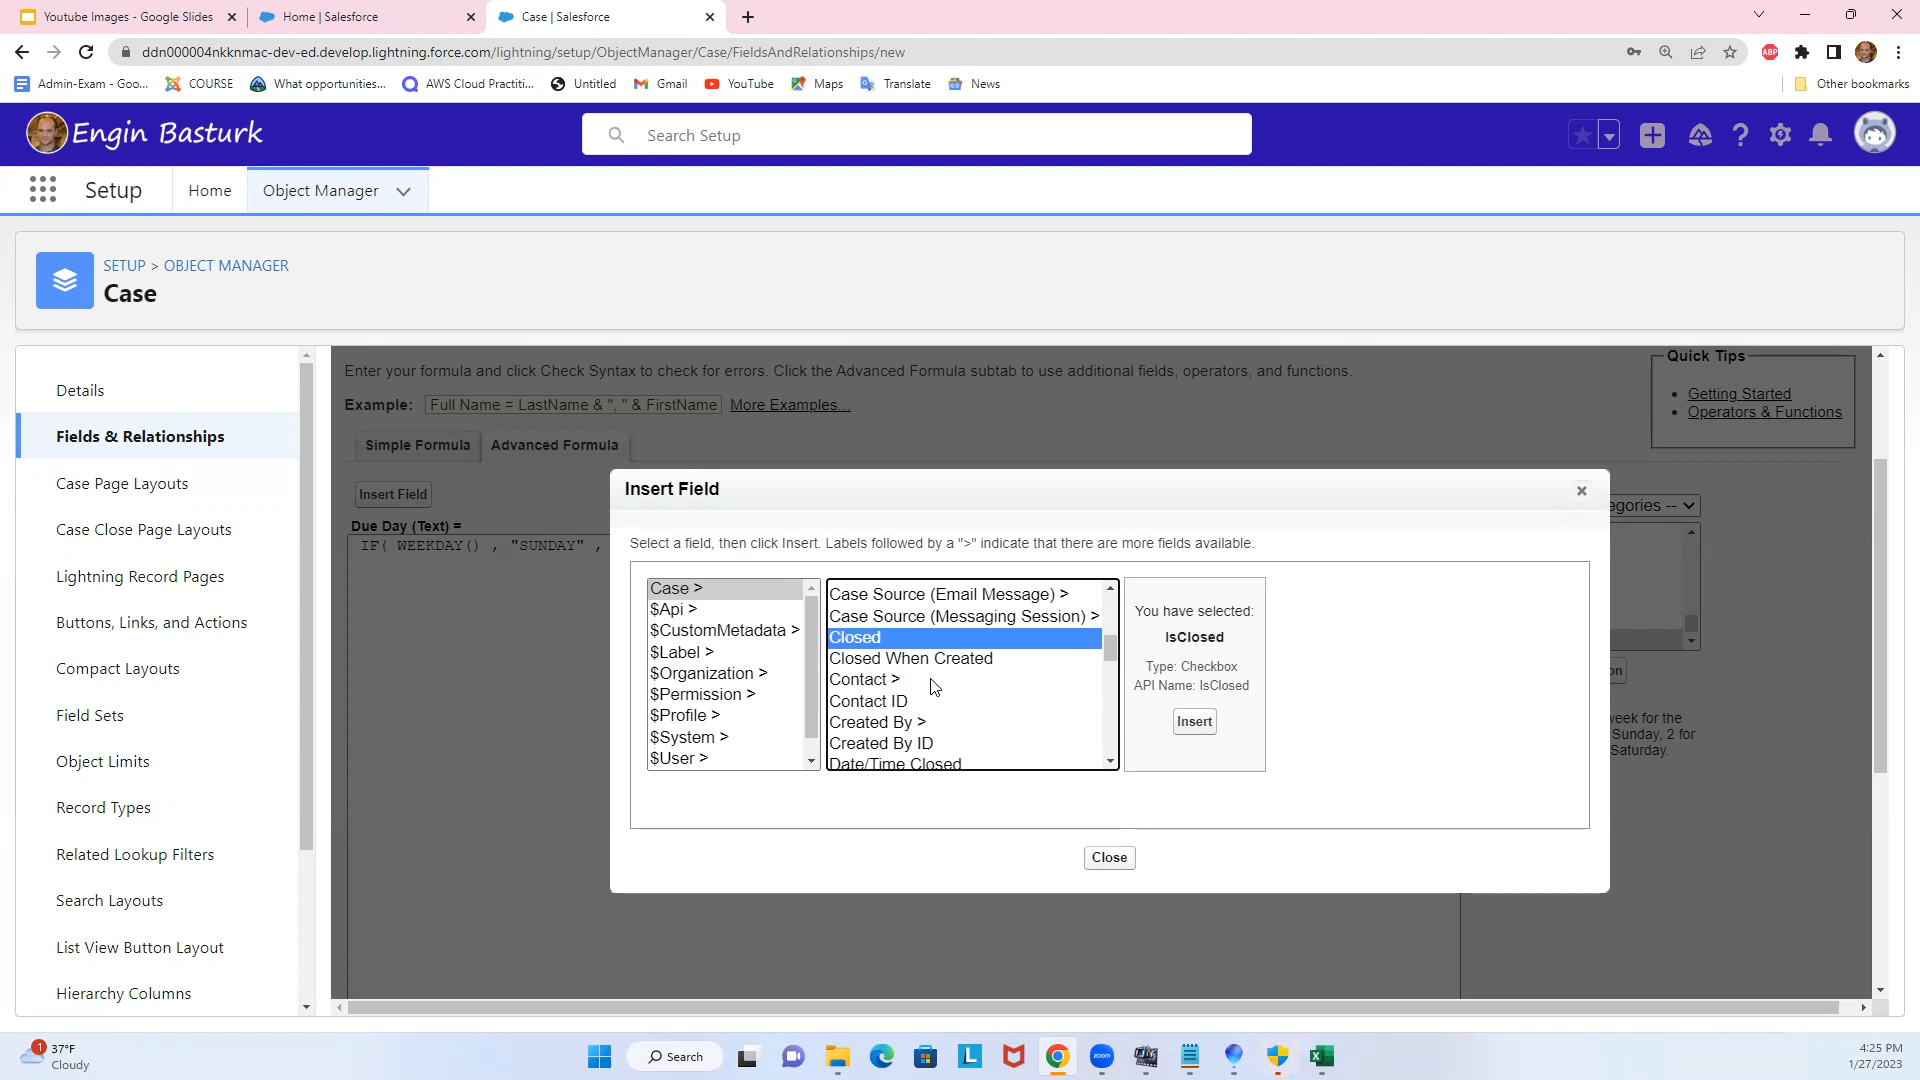 Youtube Images - Google Slides
Home | Salesforce
Case | Salesforce
ddn000004nkknmac-dev-ed.develop.lightning.force.com/lightning/setup/ObjectManager/Case/FieldsAndRelationships/new
ABP
Admin-Exam - Goo...
COURSE
What opportunities...
AWS Cloud Practiti...
Untitled
Gmail
YouTube
Maps
Translate
News
Other bookmarks
Engin Basturk
Search Setup
Setup
Home
Object Manager
SETUP > OBJECT MANAGER
Case
Details
Fields & Relationships
Case Page Layouts
Case Close Page Layouts
Lightning Record Pages
Buttons, Links, and Actions
Compact Layouts
Field Sets
Object Limits
Record Types
Related Lookup Filters
Search Layouts
List View Button Layout
Hierarchy Columns
Enter your formula and click Check Syntax to check for errors. Click the Advanced Formula subtab to use additional fields, operators, and functions.
Example: Full Name = LastName & ", " & FirstName More Examples...
Quick Tips
Getting Started
Operators & Functions
Simple Formula
Advanced Formula
Insert Field
Due Day (Text) =
IF( WEEKDAY() , "SUNDAY" ,
egories --
on
week for the
Sunday, 2 for
Saturday.
Insert Field
Select a field, then click Insert. Labels followed by a ">" indicate that there are more fields available.
Case >
$Api >
$CustomMetadata >
$Label >
$Organization >
$Permission >
$Profile >
$System >
$User >
Case Source (Email Message) >
Case Source (Messaging Session) >
Closed
Closed When Created
Contact >
Contact ID
Created By >
Created By ID
Date/Time Closed
You have selected:
IsClosed
Type: Checkbox
API Name: IsClosed
Insert
Close
1
37°F
Cloudy
Search
L
zoom
4:25 PM
1/27/2023